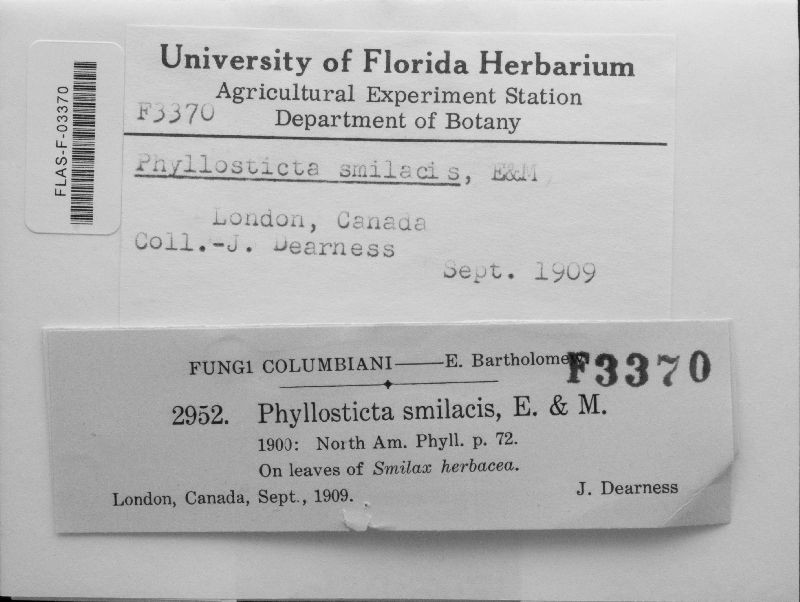 FLAS-F-03370
University of Florida Herbarium
Agricultural Experiment Station
F3370 Department of Botany
Phyllosticta smilacis, E&M
London, Canada
Coll.-J. Dearness
Sept. 1909
FUNGI COLUMBIANI——E. Bartholomew.
F3370
2952. Phyllosticta smilacis, E. & M.
1900: North Am. Phyll. p. 72.
On leaves of Smilax herbacea.
London, Canada, Sept., 1909. J. Dearness